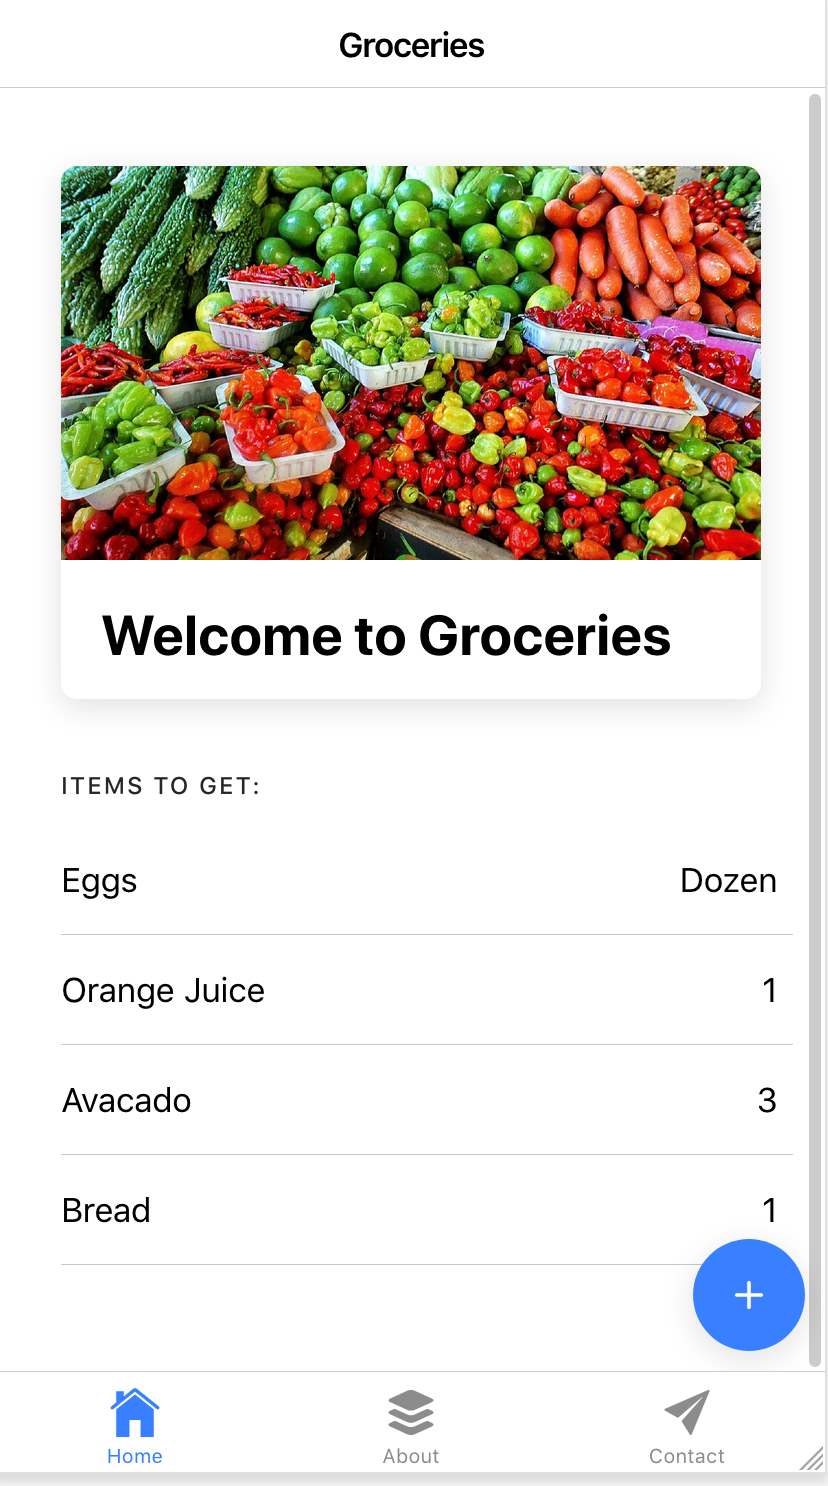 Groceries
Welcome to Groceries
ITEMS TO GET:
Eggs Dozen
Orange Juice 1
Avacado 3
Bread 1
+
Home About Contact